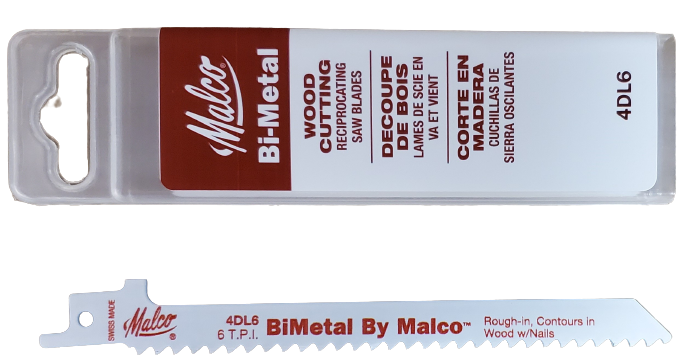 Malco®
Bi-Metal
WOOD
CUTTING
RECIPROCATING
SAW BLADES
DECOUPE
DE BOIS
LAMES DE SCIE EN
VA ET VIENT
CORTE EN
MADERA
CUCHILLAS DE
SIERRA OSCILANTES
4DL6
SWISS MADE
Malco®
4DL6
6 T.P.I.
BiMetal By Malco™
Rough-in, Contours in
Wood w/Nails